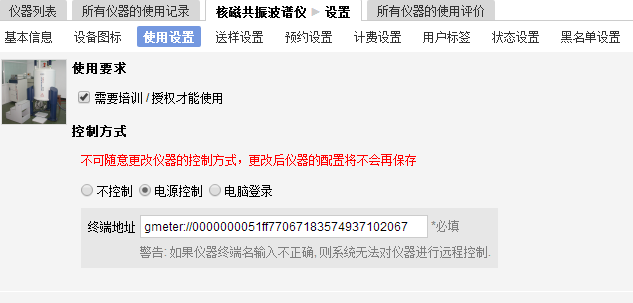 仪器列表 所有仪器的使用记录 核磁共振波谱仪 ▶ 设置 所有仪器的使用评价
基本信息 设备图标 使用设置 送样设置 预约设置 计费设置 用户标签 状态设置 黑名单设置
使用要求
需要培训 / 授权才能使用
控制方式
不可随意更改仪器的控制方式，更改后仪器的配置将不会再保存
不控制 电源控制 电脑登录
终端地址 gmeter://0000000051ff77067183574937102067 *必填
警告: 如果仪器终端名输入不正确, 则系统无法对仪器进行远程控制.